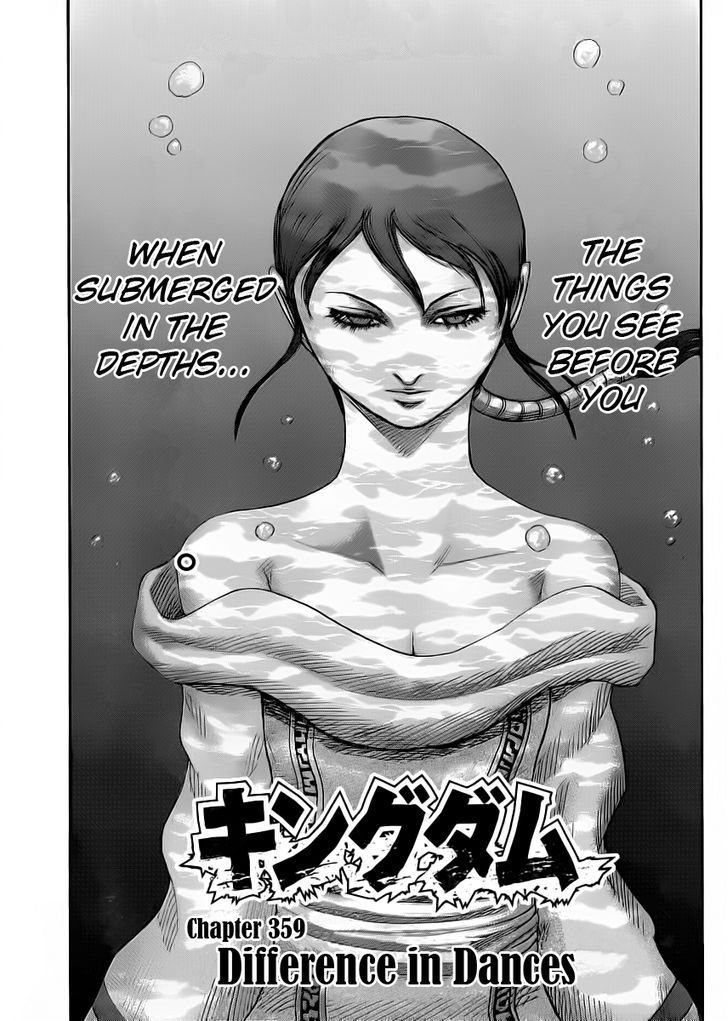 THE
THINGS
YOU SEE
BEFORE
YOU
WHEN
SUBMERGED
IN THE
DEPTHS...
キングダム
Chapter 359
Difference in Dances